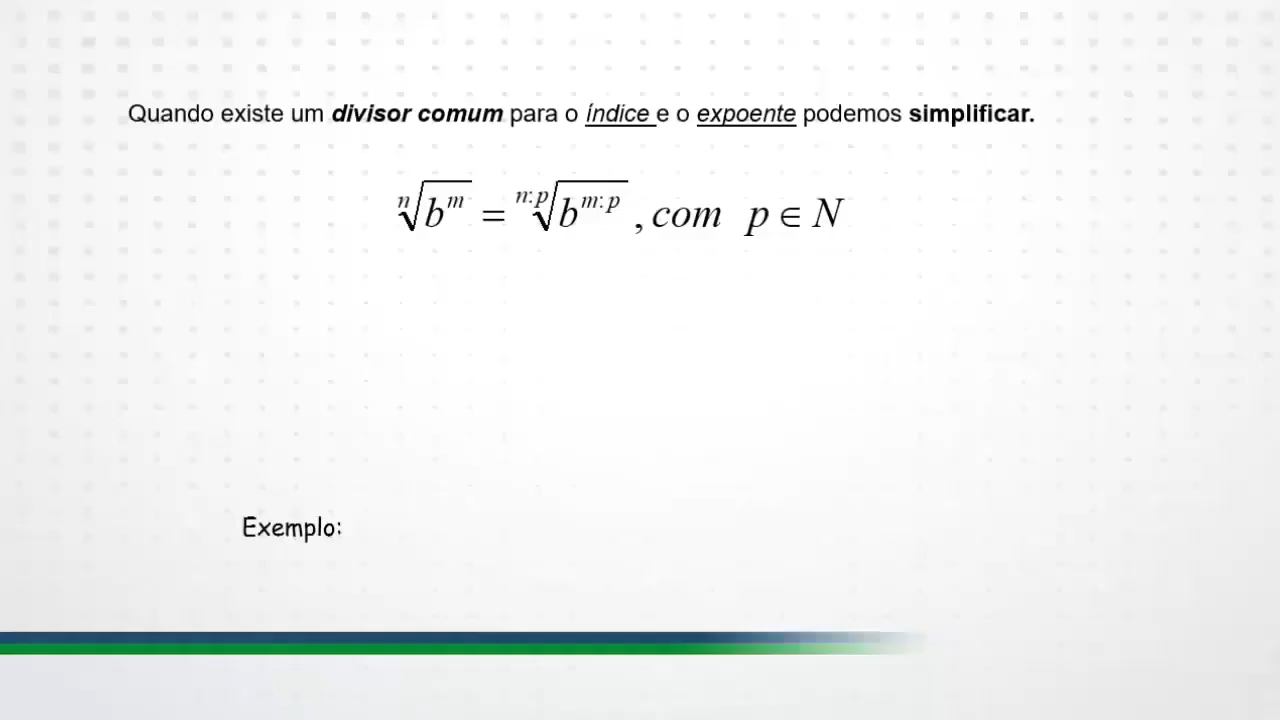 Quando existe um divisor comum para o índice e o expoente podemos simplificar.
ⁿ√bᵐ = ⁿ:ᵖ√bᵐ:ᵖ , com p ∈ N
Exemplo: